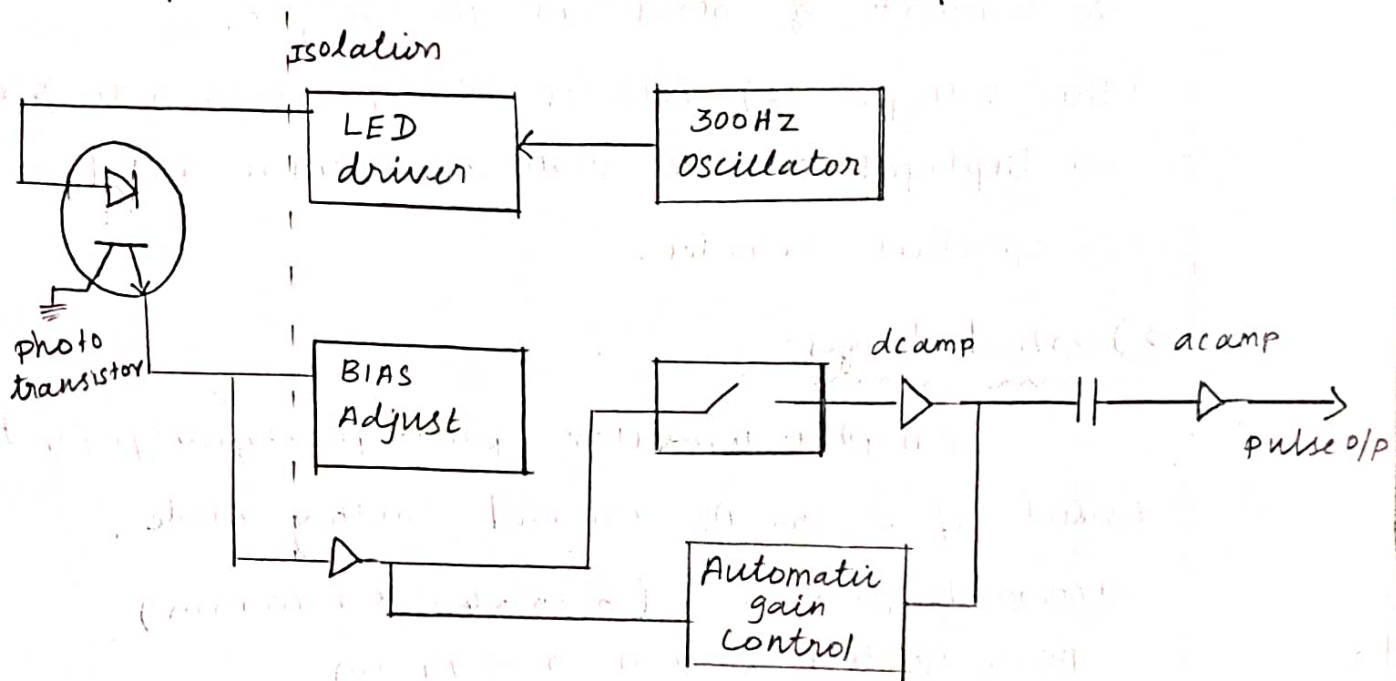 Isolation
LED
driver
300HZ
oscillator
photo
transistor
BIAS
Adjust
dcamp
acamp
pulse o/p
Automatic
gain
control